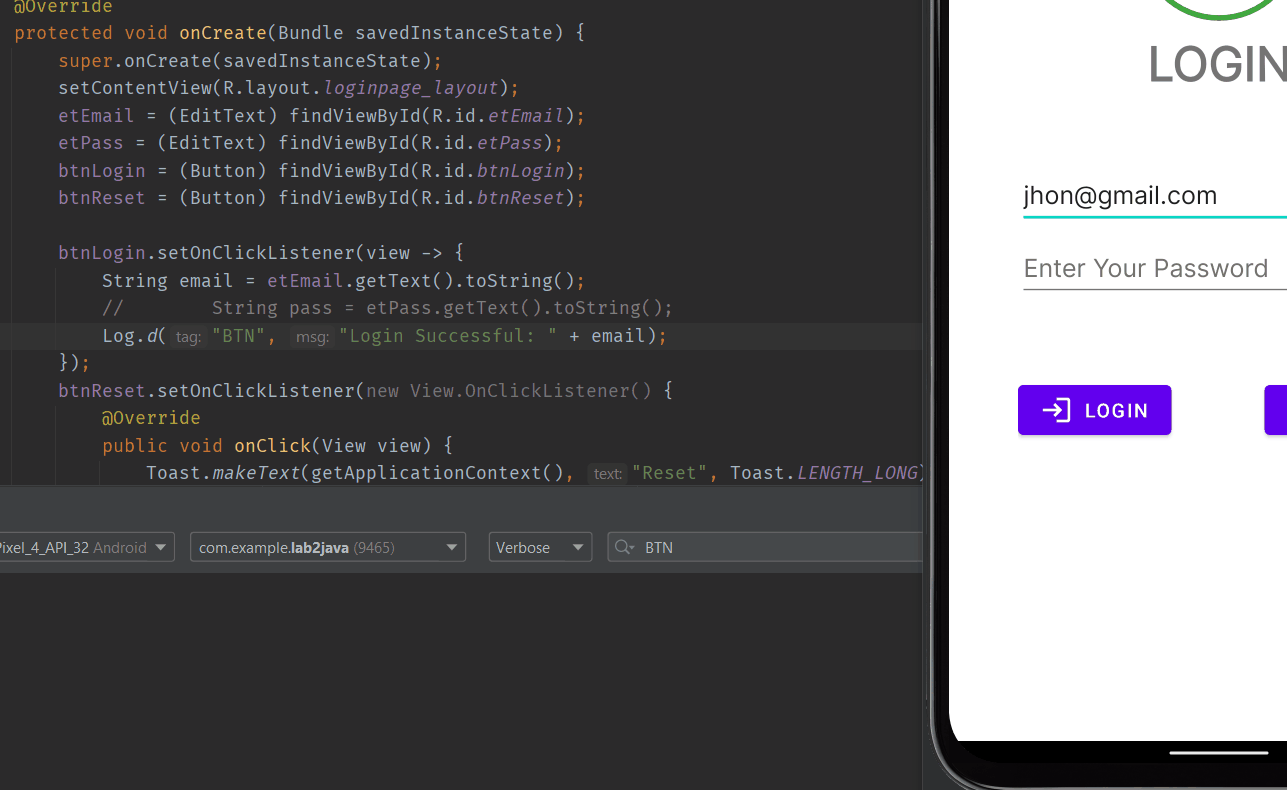 @Override
protected void onCreate(Bundle savedInstanceState) {
super.onCreate(savedInstanceState);
setContentView(R.layout.loginpage_layout);
etEmail = (EditText) findViewById(R.id.etEmail);
etPass = (EditText) findViewById(R.id.etPass);
btnLogin = (Button) findViewById(R.id.btnLogin);
btnReset = (Button) findViewById(R.id.btnReset);
btnLogin.setOnClickListener(view -> {
String email = etEmail.getText().toString();
//        String pass = etPass.getText().toString();
Log.d( tag: "BTN", msg: "Login Successful: " + email);
});
btnReset.setOnClickListener(new View.OnClickListener() {
@Override
public void onClick(View view) {
Toast.makeText(getApplicationContext(), text: "Reset", Toast.LENGTH_LONG)
Pixel_4_API_32 Android
com.example.lab2java (9465)
Verbose
BTN
LOGIN
jhon@gmail.com
Enter Your Password
LOGIN